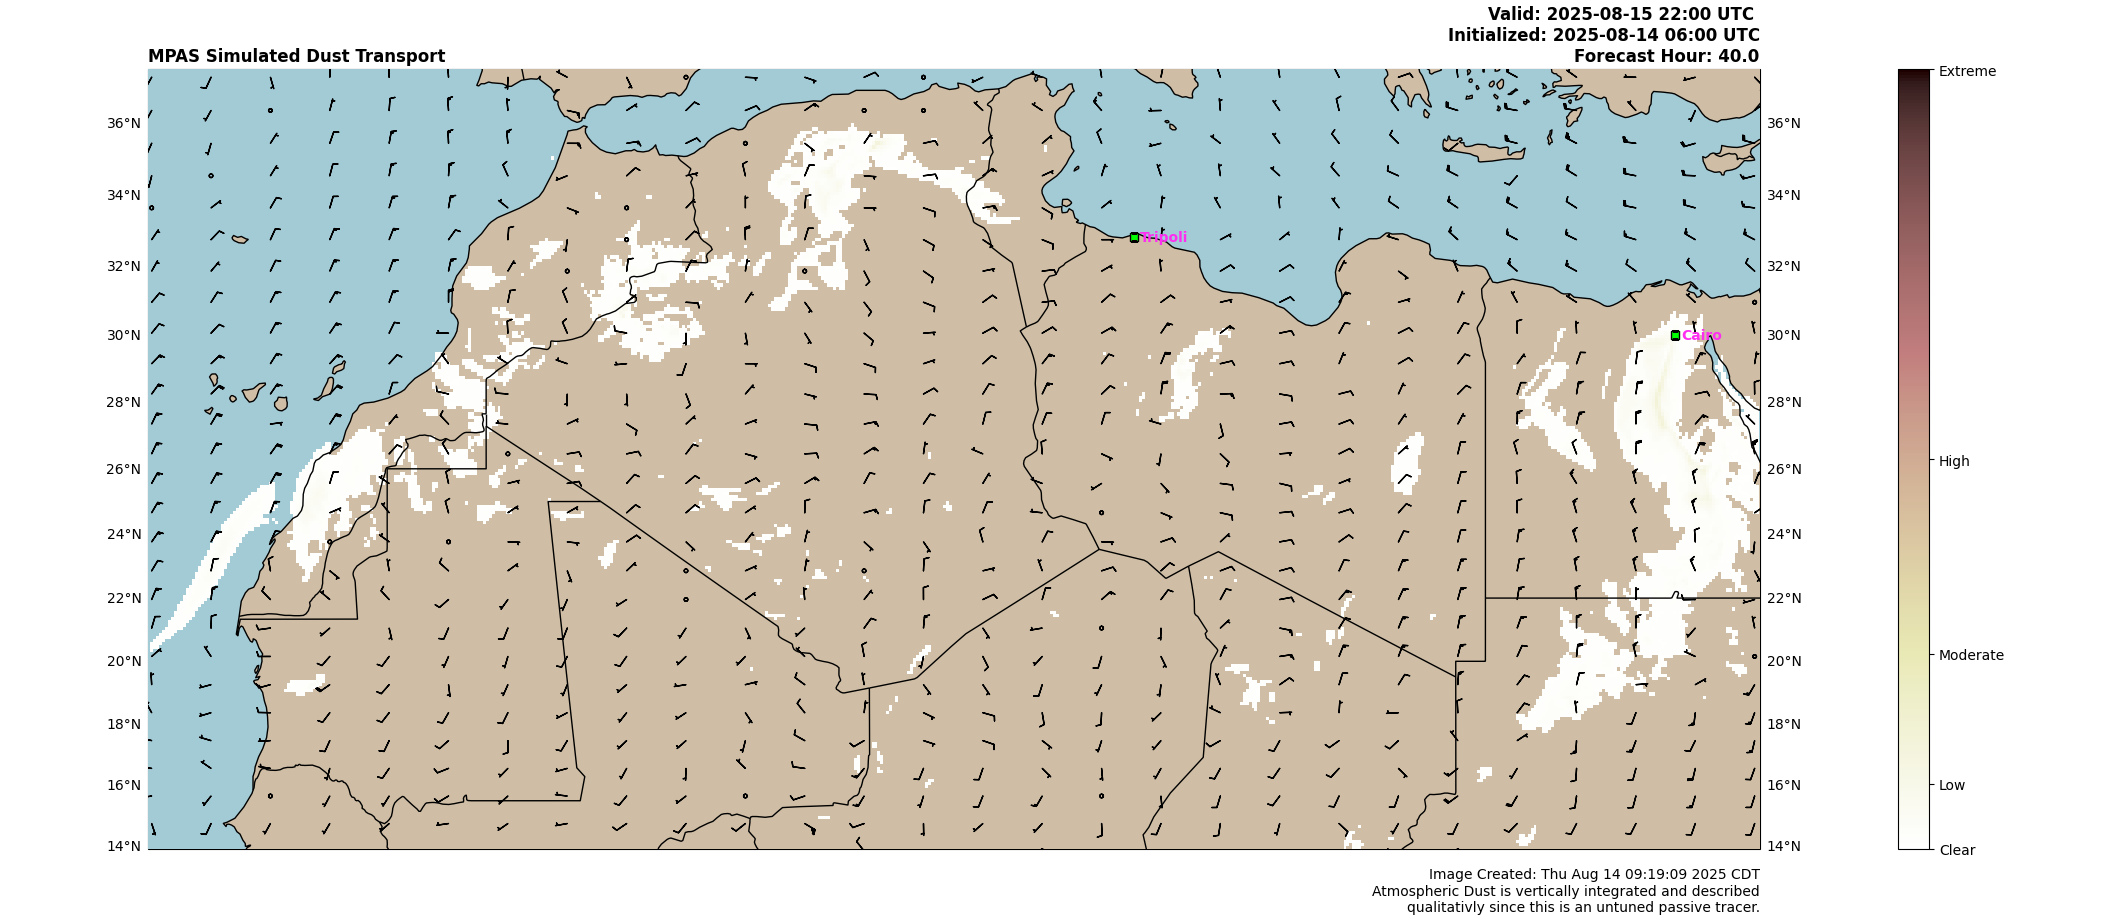 Valid: 2025-08-15 22:00 UTC
Initialized: 2025-08-14 06:00 UTC
MPAS Simulated Dust Transport
Forecast Hour: 40.0
Extreme
36°N
36°N
34°N
34°N
Tripoli
32°N
32°N
30°N
Cairo
30°N
28°N
28°N
26°N
26°N
High
24°N
24°N
22°N
22°N
20°N
20°N
Moderate
18°N
18°N
16°N
16°N
Low
14°N
14°N
Clear
Image Created: Thu Aug 14 09:19:09 2025 CDT
Atmospheric Dust is vertically integrated and described
qualitativly since this is an untuned passive tracer.